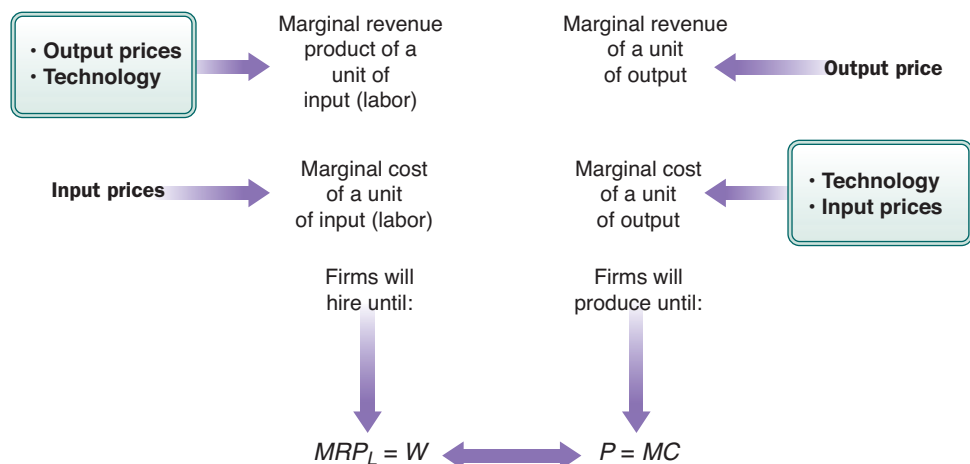 • Output prices
• Technology
Marginal revenue
product of a
unit of
input (labor)
Marginal revenue
of a unit
of output
Output price
Input prices
Marginal cost
of a unit
of input (labor)
Marginal cost
of a unit
of output
• Technology
• Input prices
Firms will
hire until:
Firms will
produce until:
MRP_L = W
P = MC